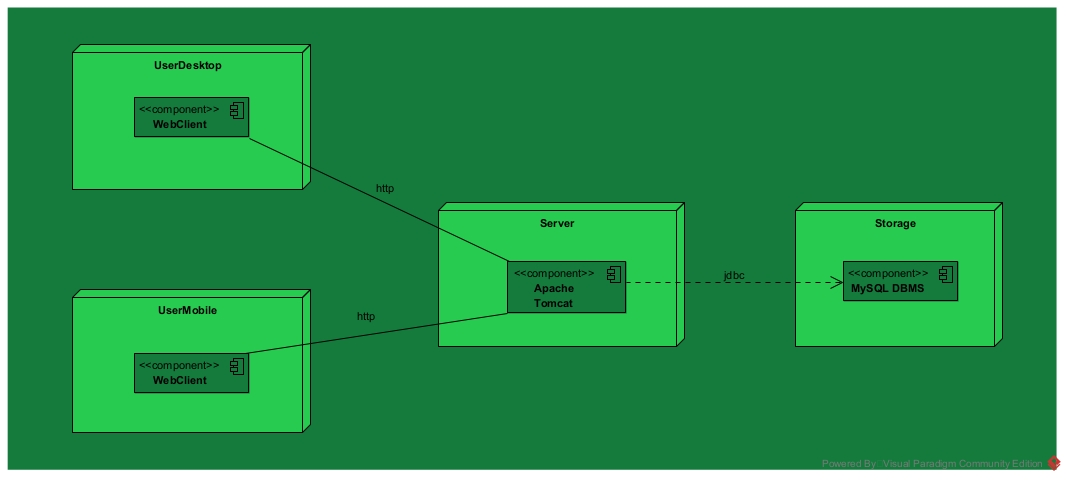 UserDesktop
<<component>>
WebClient
http
Server
<<component>>
Apache
Tomcat
jdbc
Storage
<<component>>
MySQL DBMS
UserMobile
http
<<component>>
WebClient
Powered By Visual Paradigm Community Edition